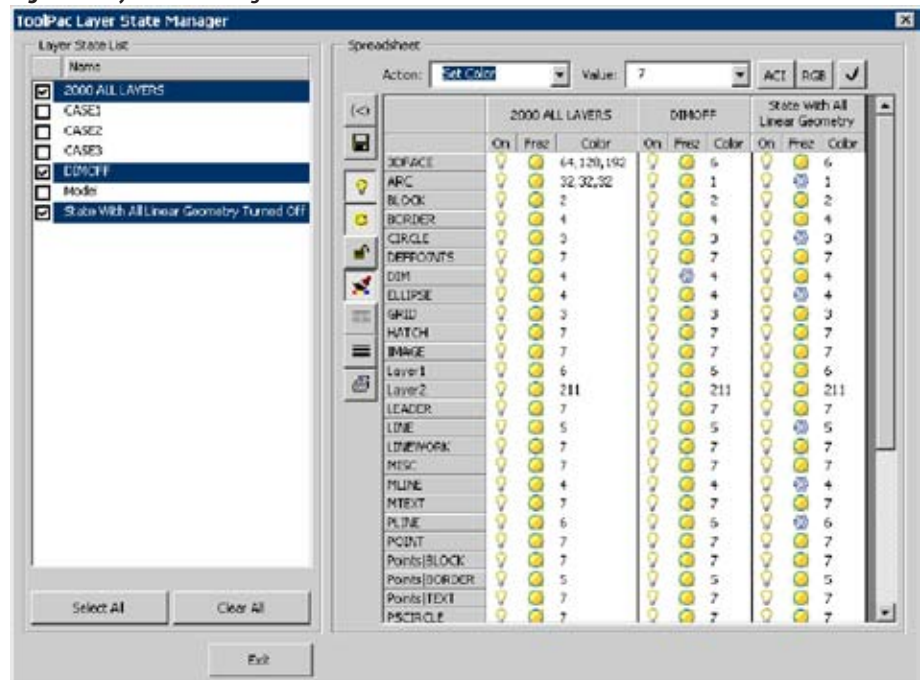 ToolPac Layer State Manager
Layer State List
Name
2000 ALL LAYERS
CASE1
CASE2
CASE3
DIMOFF
Model
State With All Linear Geometry Turned Off
Select All Clear All
Exit
Spreadsheet
Action: Set Color Value: 7 ACI RGB
2000 ALL LAYERS DIMOFF State With All Linear Geometry
On Frez Color On Frez Color On Frez Color
3DFACE 64,128,192 6 6
ARC 32,32,32 1 1
BLOCK 2 2 2
BORDER 4 4 4
CIRCLE 3 3 3
DEFPOINTS 7 7 7
DIM 4 4 4
ELLIPSE 4 4 4
GRID 3 3 3
HATCH 7 7 7
IMAGE 7 7 7
Layer1 6 6 6
Layer2 211 211 211
LEADER 7 7 7
LINE 5 5 5
LINEWORK 7 7 7
MISC 7 7 7
MLINE 4 4 4
MTEXT 7 7 7
PLINE 6 6 6
POINT 7 7 7
Points|BLOCK 7 7 7
Points|BORDER 5 5 5
Points|TEXT 7 7 7
PSCIRCLE 7 7 7